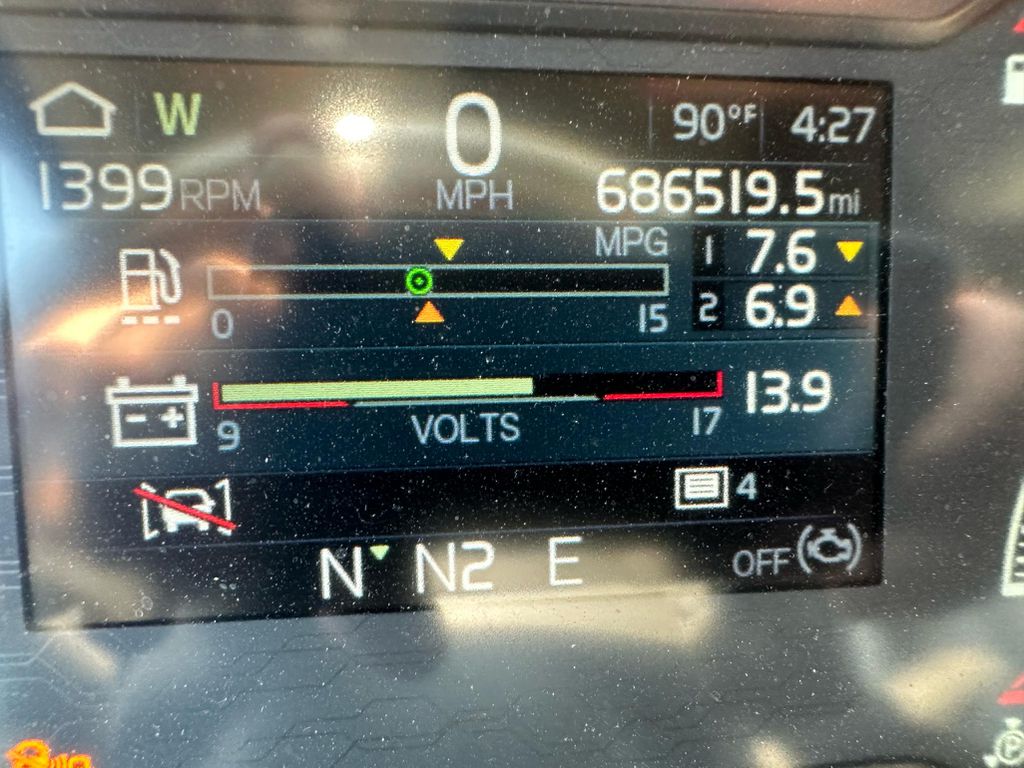 W 0 90°F 4:27
1399 RPM MPH 686519.5 mi
MPG 1 7.6
0 15 2 6.9
13.9
9 VOLTS 17
4
N N2 E OFF
P